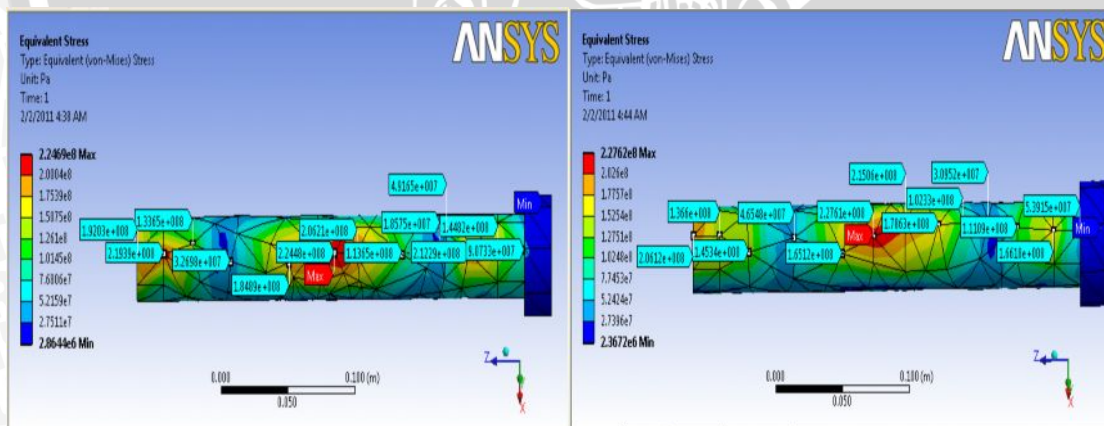 Equivalent Stress
Type: Equivalent (von-Mises) Stress
Unit: Pa
Time: 1
2/2/2011 4:38 AM
ANSYS
2.2469e8 Max
2.0004e8
1.7539e8
1.5075e8
1.261e8
1.0145e8
7.6806e7
5.2159e7
2.7511e7
2.8644e6 Min
4.8165e+007
Min
1.3365e+008
1.9203e+008
2.0621e+008
1.0575e+007
1.4482e+008
2.1939e+008
3.2698e+007
2.2448e+008
1.1365e+008
2.1229e+008
9.0733e+007
Max
1.8489e+008
Z
X
0.000
0.100 (m)
0.050
Equivalent Stress
Type: Equivalent (von-Mises) Stress
Unit: Pa
Time: 1
2/2/2011 4:44 AM
ANSYS
2.2762e8 Max
2.026e8
1.7757e8
1.5254e8
1.2751e8
1.0248e8
7.7453e7
5.2424e7
2.7396e7
2.3672e6 Min
2.1506e+008
3.0952e+007
1.366e+008
4.6548e+007
2.2761e+008
1.0233e+008
5.3915e+007
1.7863e+008
1.1109e+008
Max
Min
2.0612e+008
1.4534e+008
1.6512e+008
1.6618e+008
Z
X
0.000
0.100 (m)
0.050